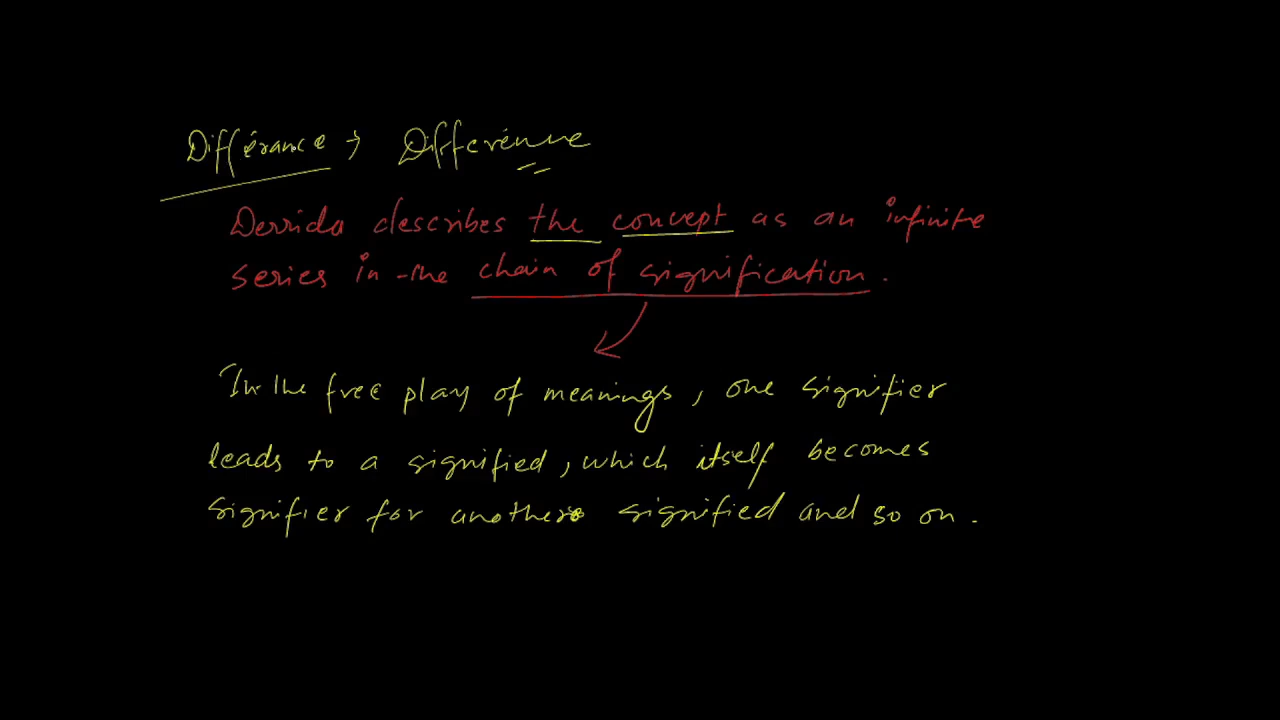 Différance → Difference
Derrida describes the concept as an infinite
series in the chain of signification.
In the free play of meanings, one signifier
leads to a signified, which itself becomes
signifier for another signified and so on.